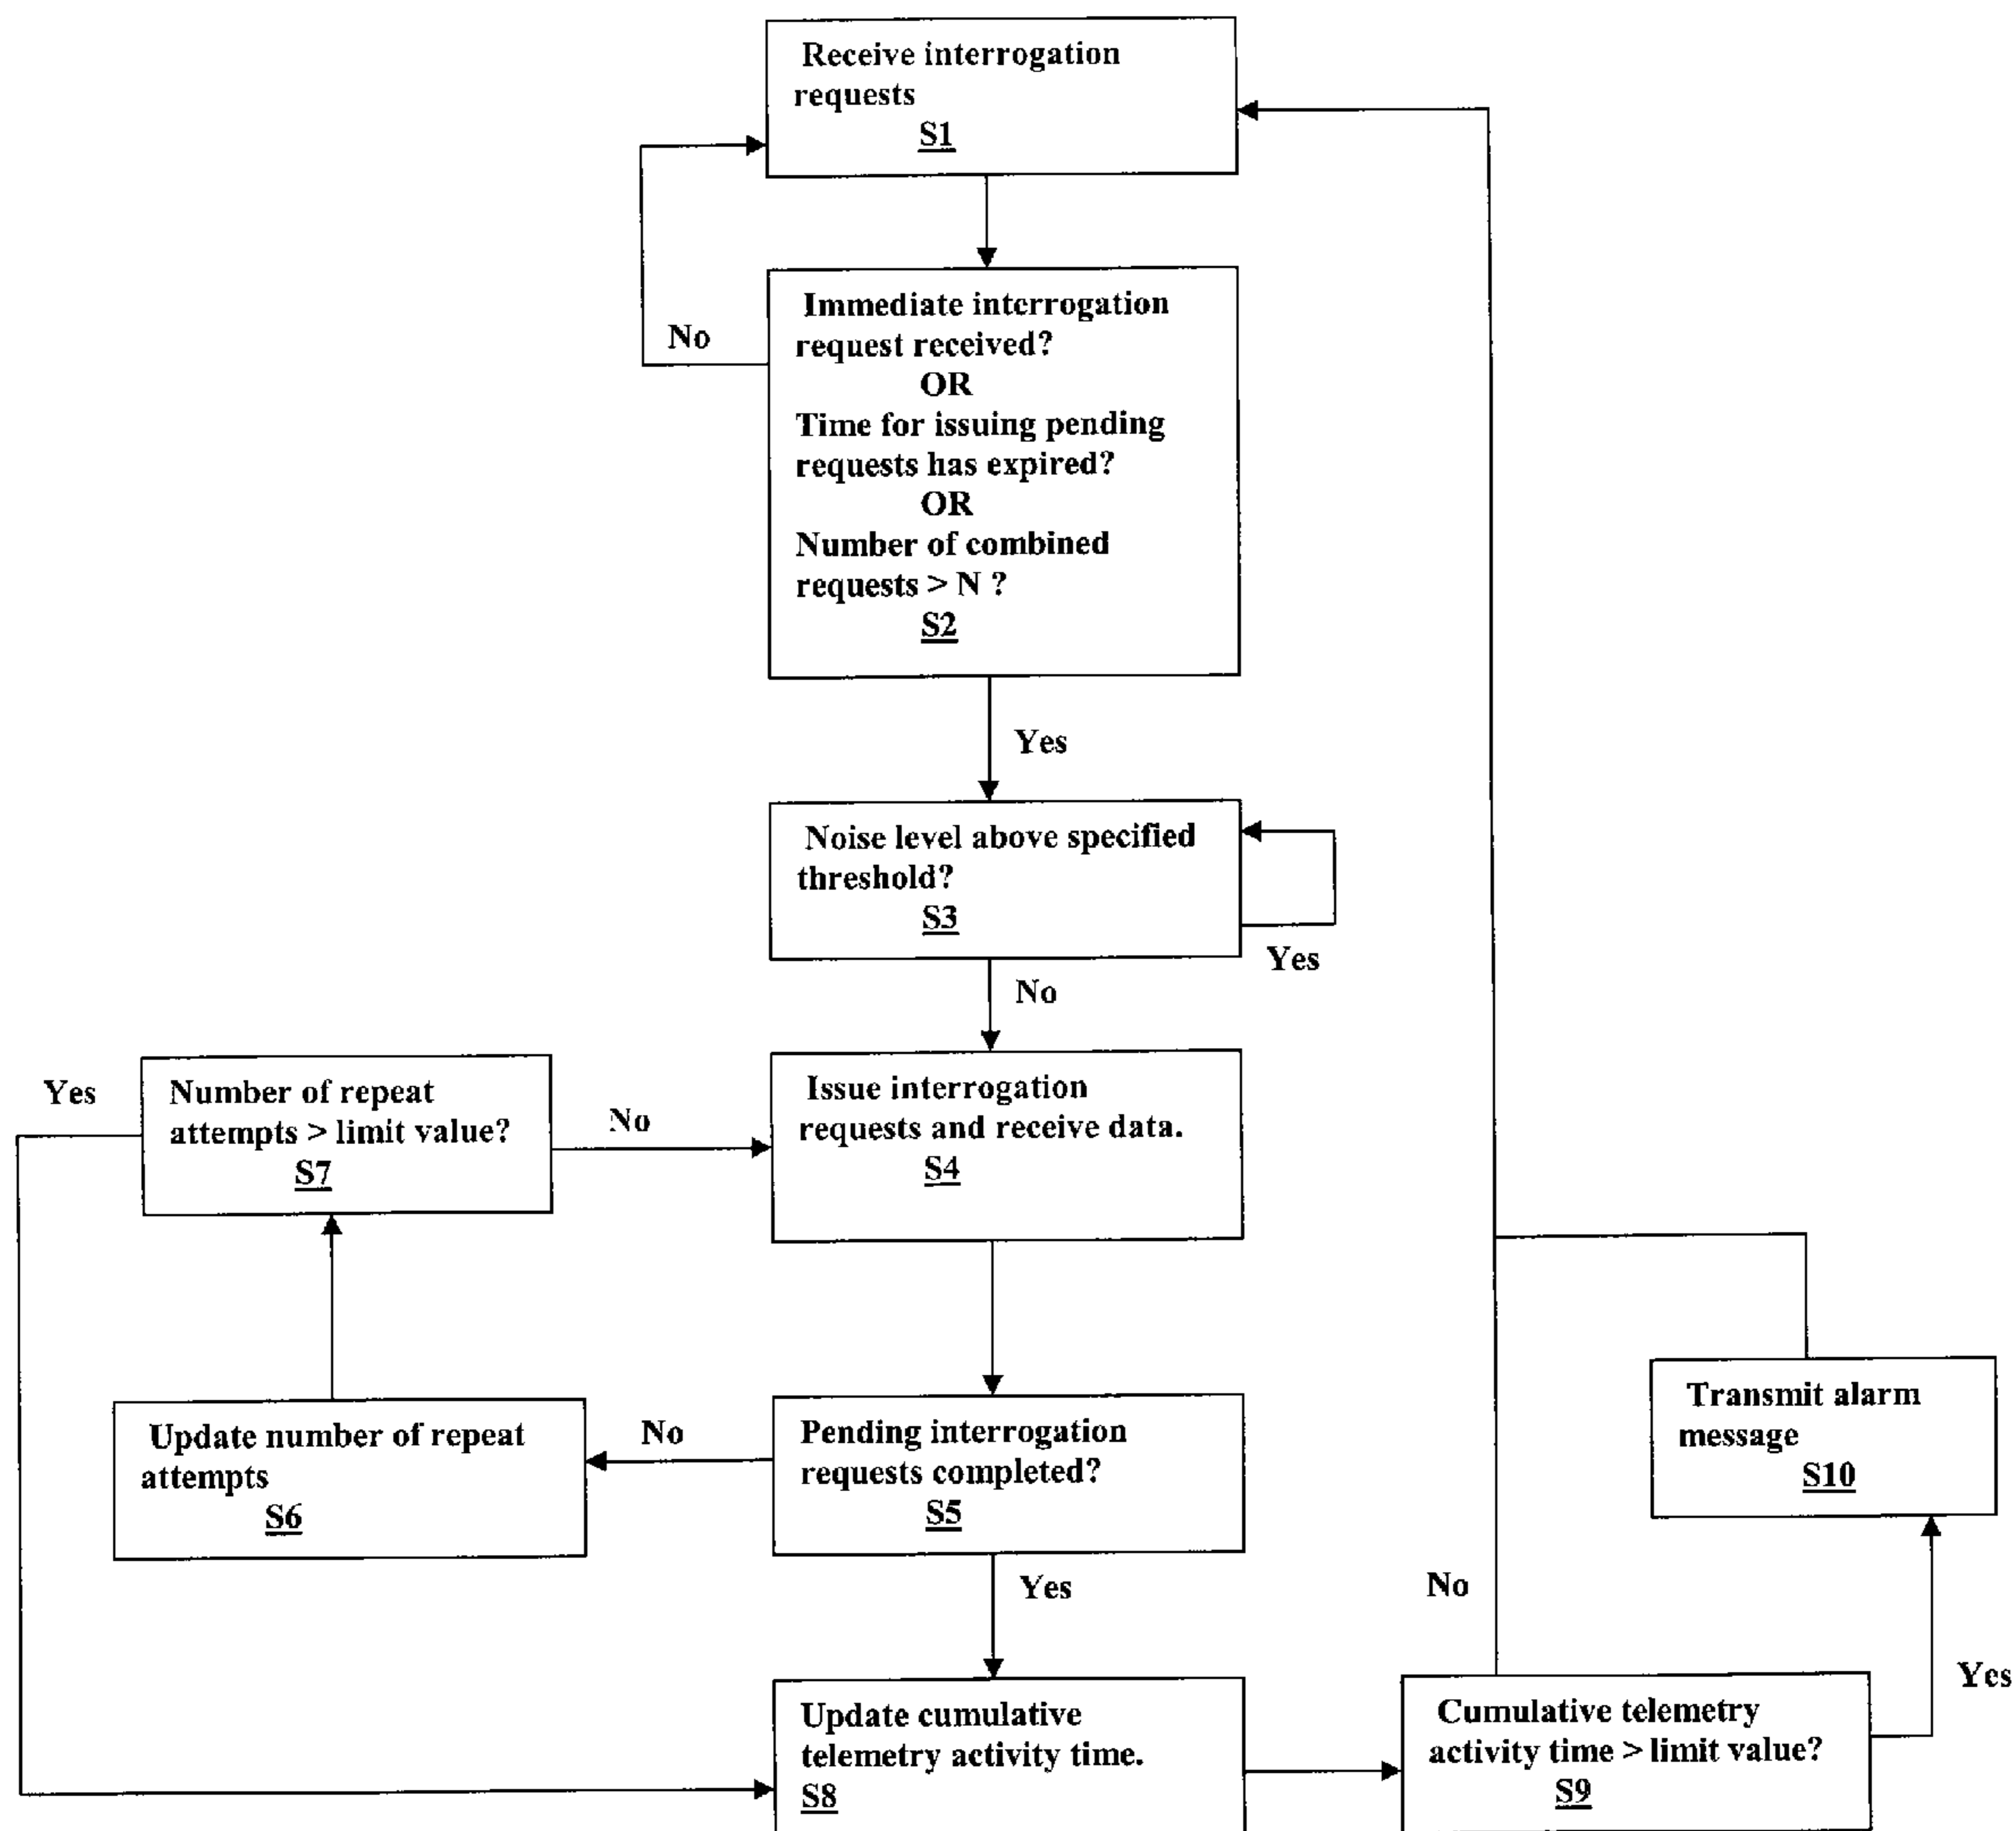 Receive interrogation
requests
S1
Immediate interrogation
request received?
OR
Time for issuing pending
requests has expired?
OR
Number of combined
requests > N ?
S2
No
Yes
Noise level above specified
threshold?
S3
Yes
No
Yes
Number of repeat
attempts > limit value?
S7
No
Issue interrogation
requests and receive data.
S4
Update number of repeat
attempts
S6
No
Pending interrogation
requests completed?
S5
Transmit alarm
message
S10
Yes
No
Yes
Update cumulative
telemetry activity time.
S8
Cumulative telemetry
activity time > limit value?
S9